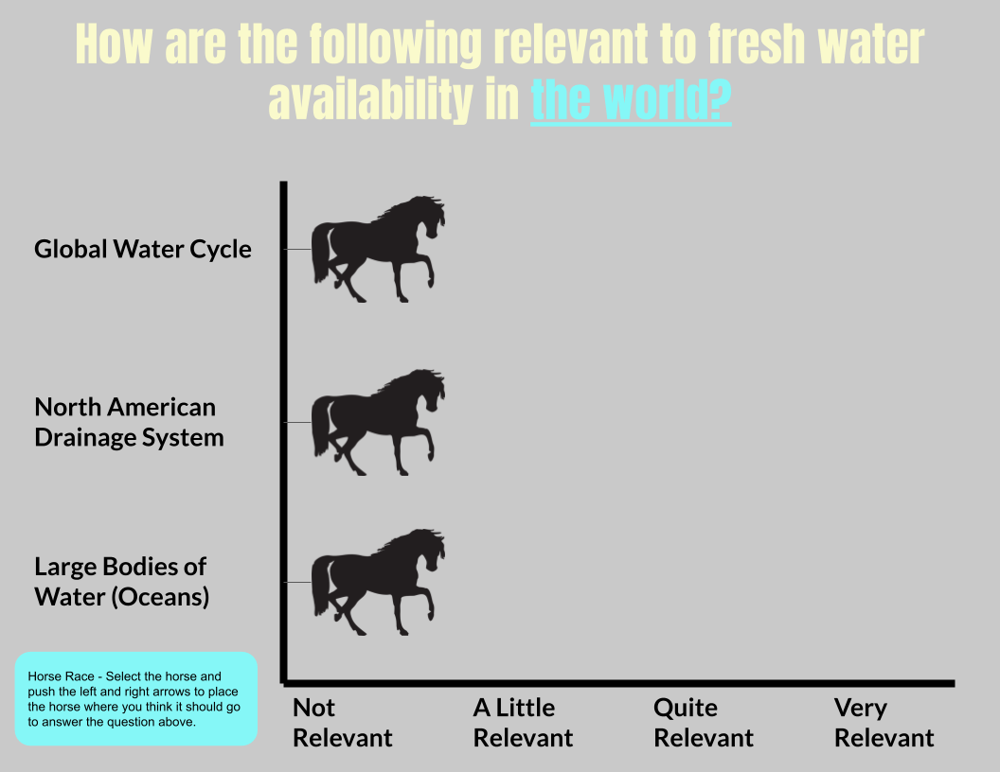 How are the following relevant to fresh water
availability in the world?
Global Water Cycle
North American
Drainage System
Large Bodies of
Water (Oceans)
Horse Race - Select the horse and
push the left and right arrows to place
the horse where you think it should go
to answer the question above.
Not
Relevant
A Little
Relevant
Quite
Relevant
Very
Relevant